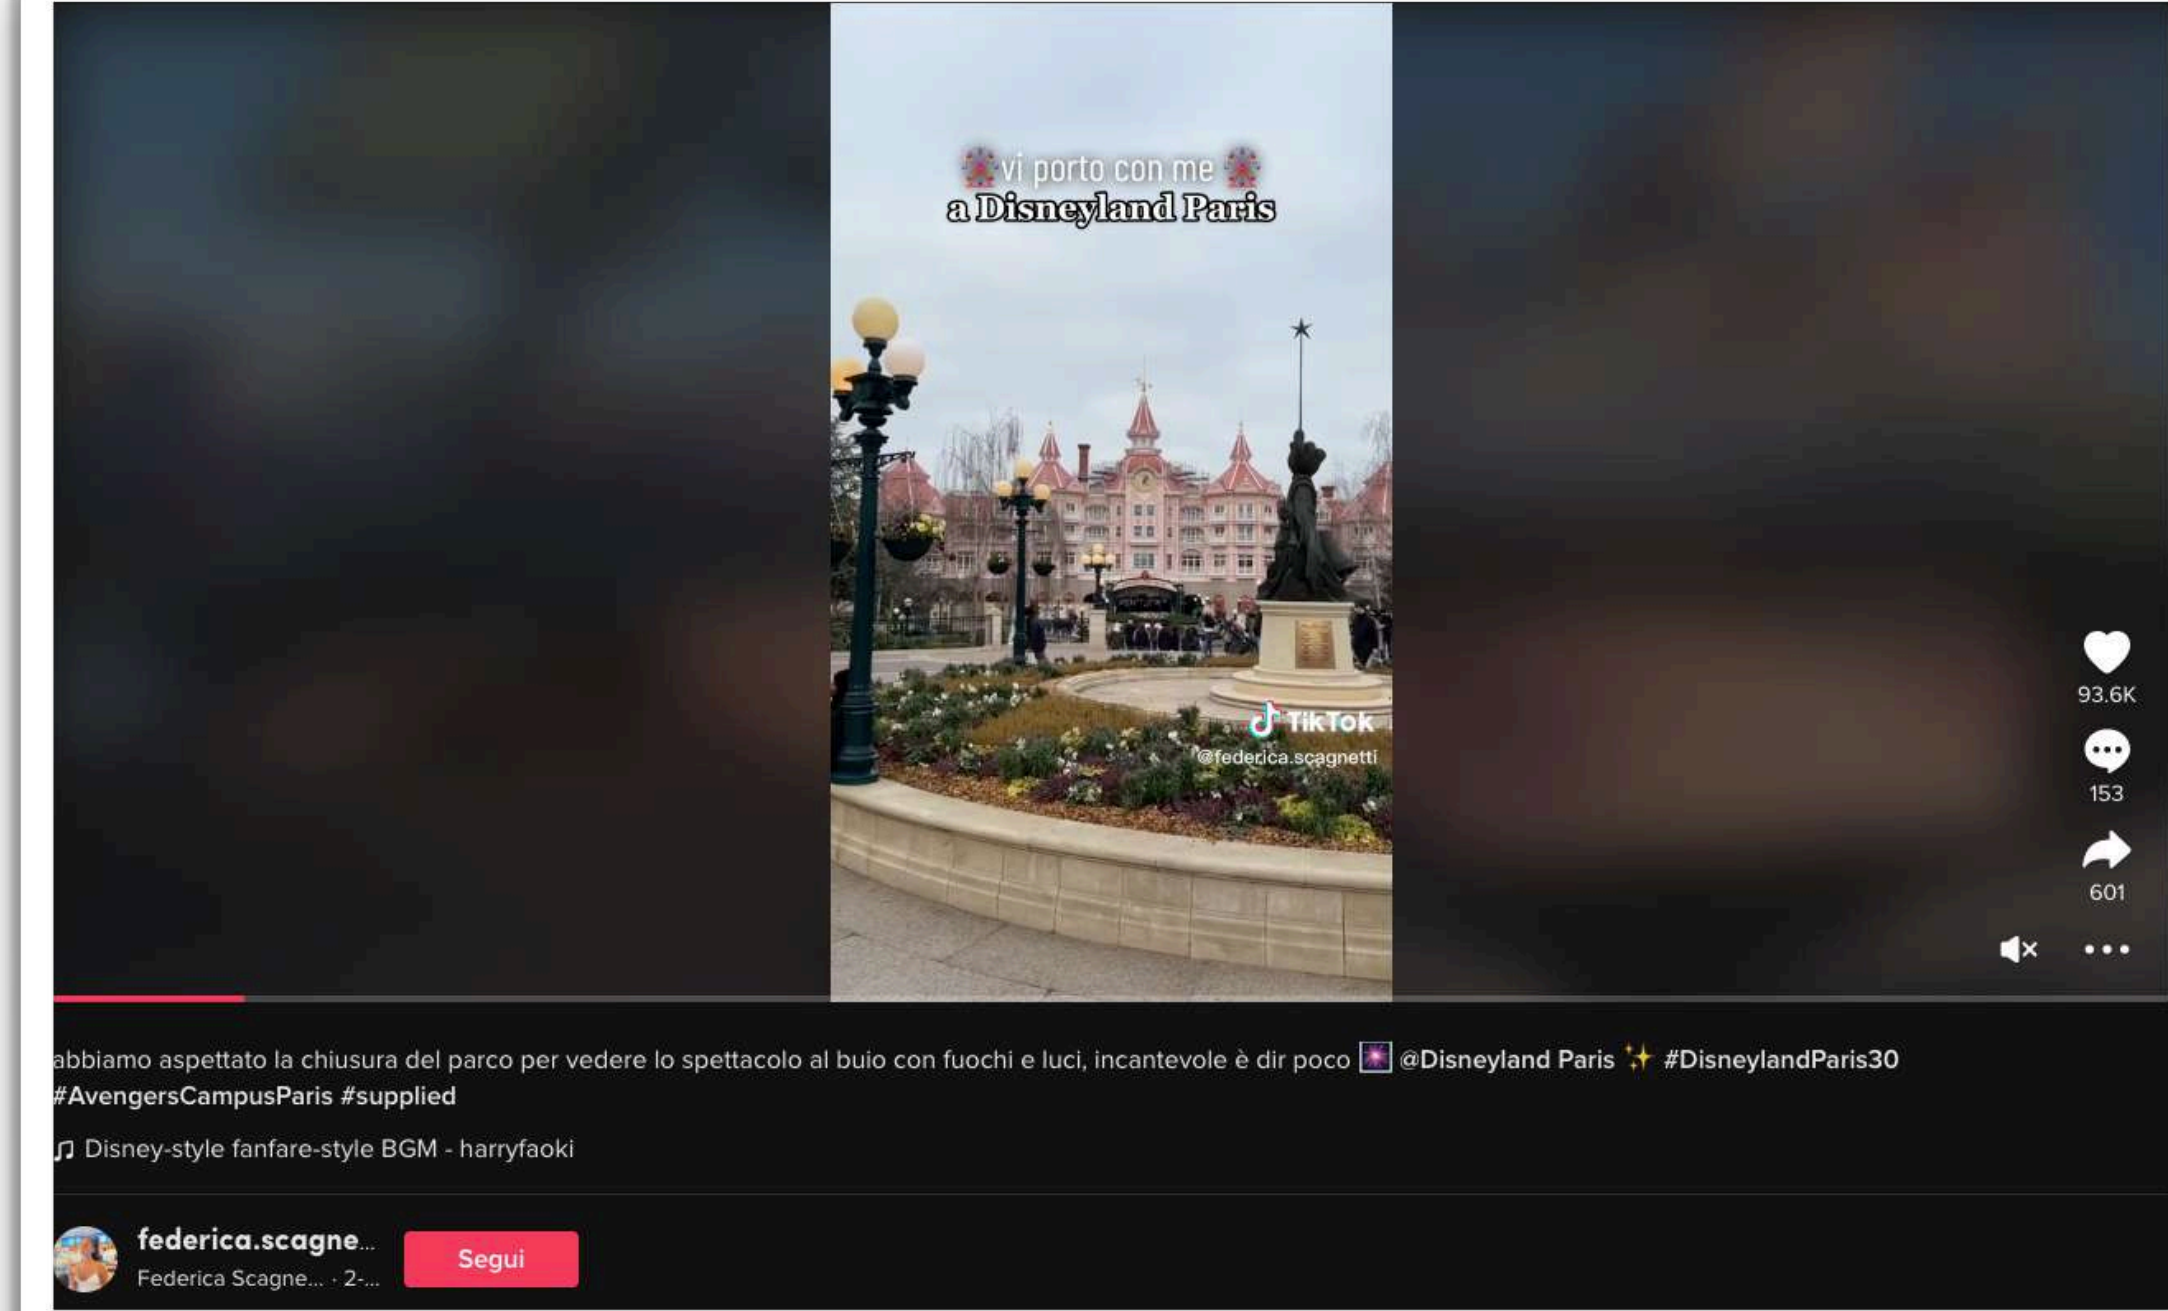 vi porto con me
a Disneyland Paris
TikTok
@federica.scagnetti
93.6K
153
601
abbiamo aspettato la chiusura del parco per vedere lo spettacolo al buio con fuochi e luci, incantevole è dir poco 🎆 @Disneyland Paris ✨ #DisneylandParis30
#AvengersCampusParis #supplied
♫ Disney-style fanfare-style BGM - harryfaoki
federica.scagne...
Segui
Federica Scagne... · 2-...